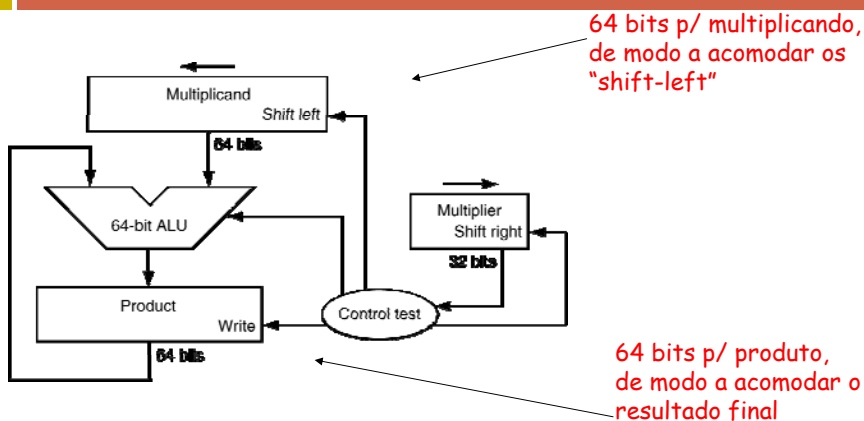 64 bits p/ multiplicando,
de modo a acomodar os
“shift-left”
Multiplicand
Shift left
64 bits
64-bit ALU
Multiplier
Shift right
32 bits
Product
Write
Control test
64 bits
64 bits p/ produto,
de modo a acomodar o
resultado final